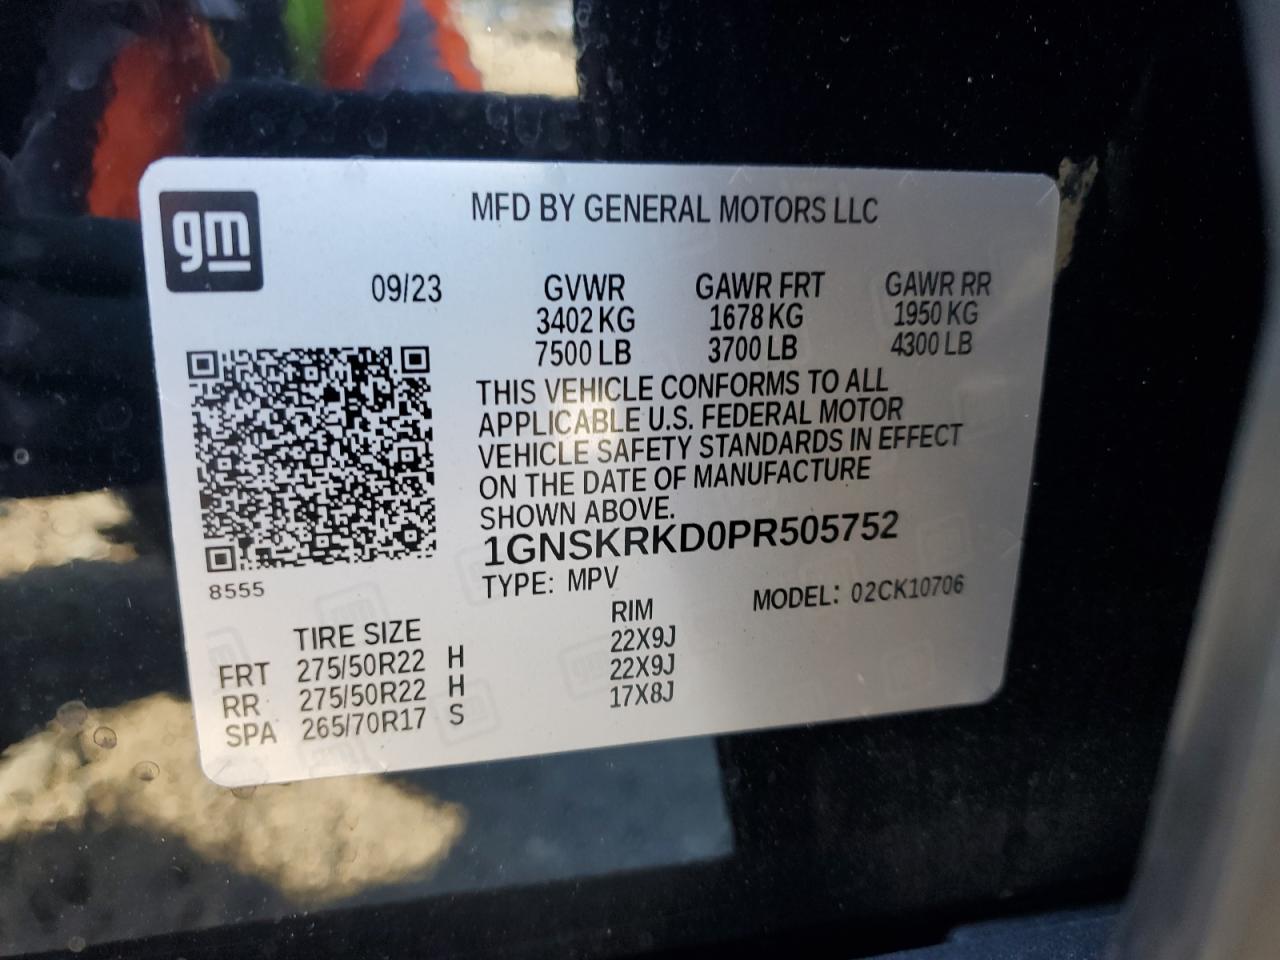 gm
MFD BY GENERAL MOTORS LLC
09/23 GVWR GAWR FRT GAWR RR
3402 KG 1678 KG 1950 KG
7500 LB 3700 LB 4300 LB
THIS VEHICLE CONFORMS TO ALL
APPLICABLE U.S. FEDERAL MOTOR
VEHICLE SAFETY STANDARDS IN EFFECT
ON THE DATE OF MANUFACTURE
SHOWN ABOVE.
1GNSKRKD0PR505752
8555
TYPE: MPV MODEL: 02CK10706
TIRE SIZE RIM
FRT 275/50R22 H 22X9J
RR 275/50R22 H 22X9J
SPA 265/70R17 S 17X8J